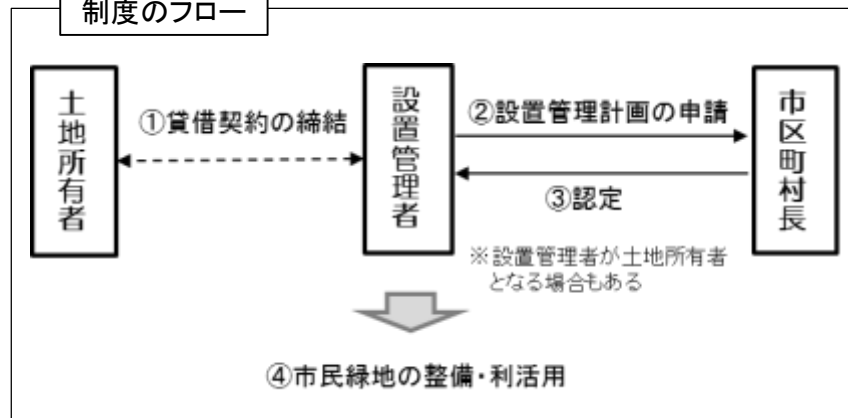 制度のフロー
土地所有者
①貸借契約の締結
設置管理者
②設置管理計画の申請
③認定
市区町村長
※設置管理者が土地所有者
となる場合もある
④市民緑地の整備・利活用